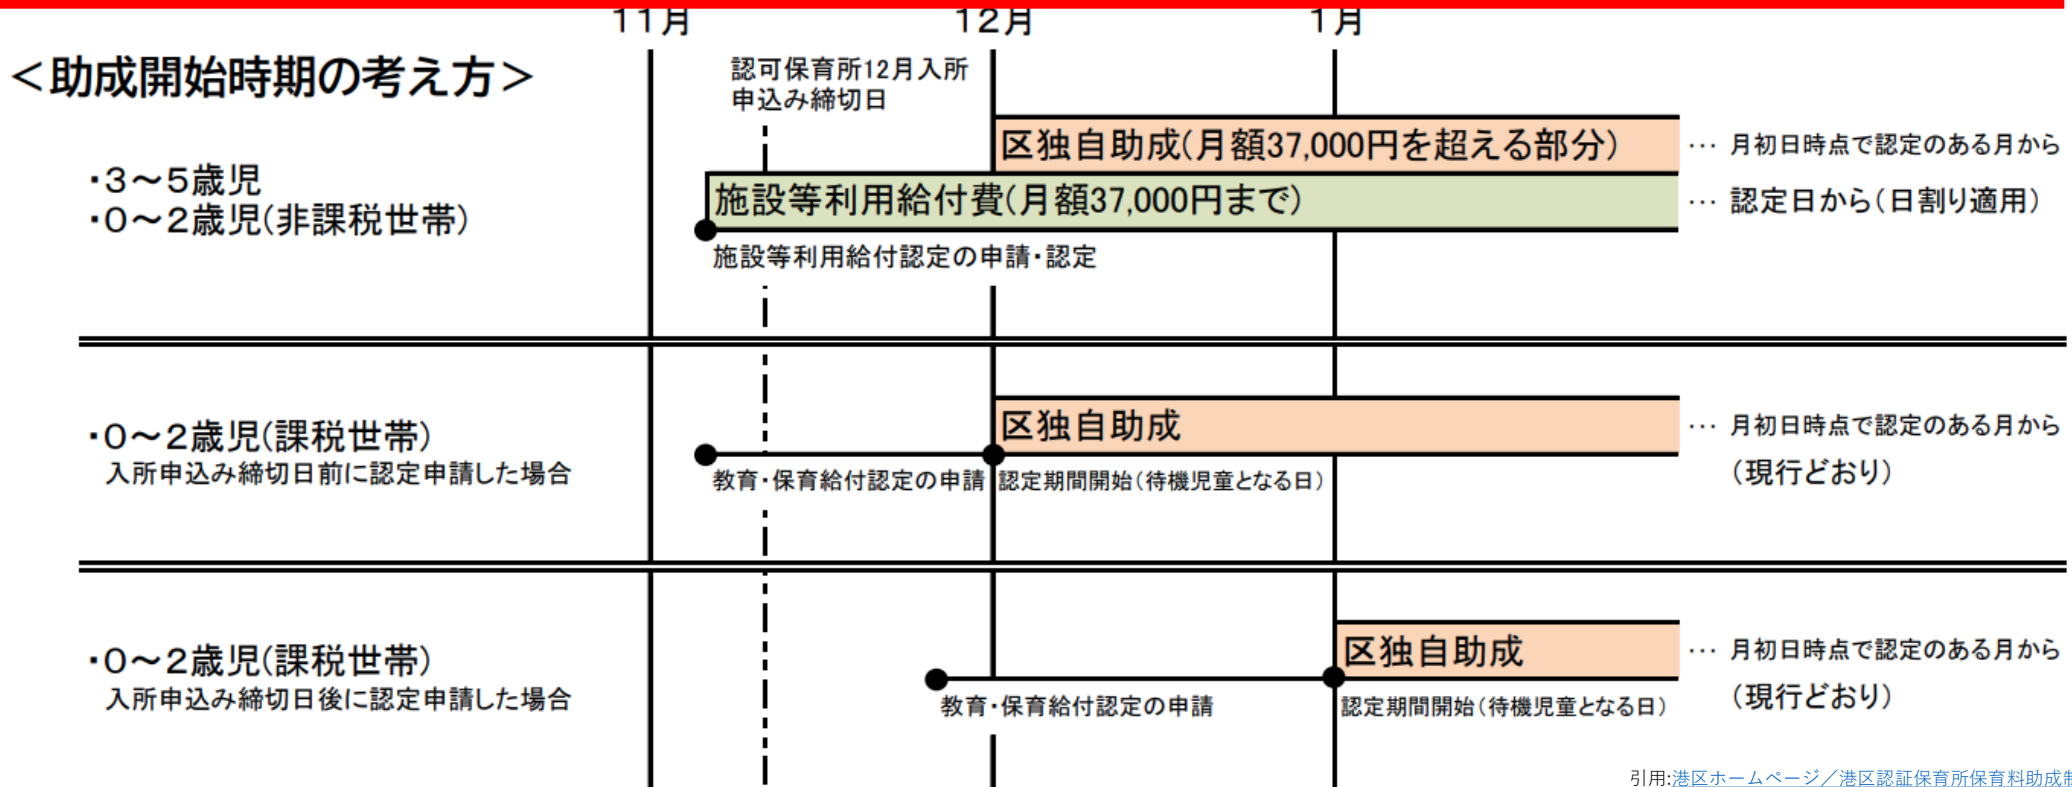 11月
12月
1月
＜助成開始時期の考え方＞
認可保育所12月入所
申込み締切日
・3～5歳児
・0～2歳児(非課税世帯)
区独自助成(月額37,000円を超える部分)
… 月初日時点で認定のある月から
施設等利用給付費(月額37,000円まで)
… 認定日から(日割り適用)
施設等利用給付認定の申請・認定
・0～2歳児(課税世帯)
入所申込み締切日前に認定申請した場合
区独自助成
… 月初日時点で認定のある月から
(現行どおり)
教育・保育給付認定の申請
認定期間開始(待機児童となる日)
・0～2歳児(課税世帯)
入所申込み締切日後に認定申請した場合
区独自助成
… 月初日時点で認定のある月から
(現行どおり)
教育・保育給付認定の申請
認定期間開始(待機児童となる日)
引用:港区ホームページ／港区認証保育所保育料助成制